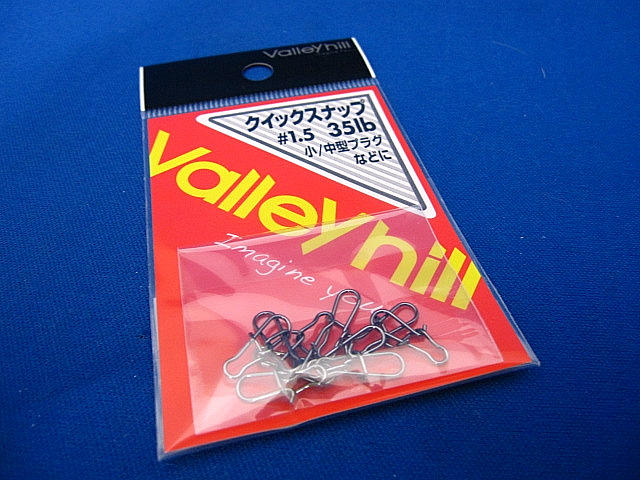 Valleyhill
クイックスナップ
#1.5 35lb
小/中型プラグ
などに
Valleyhill
Imagine you